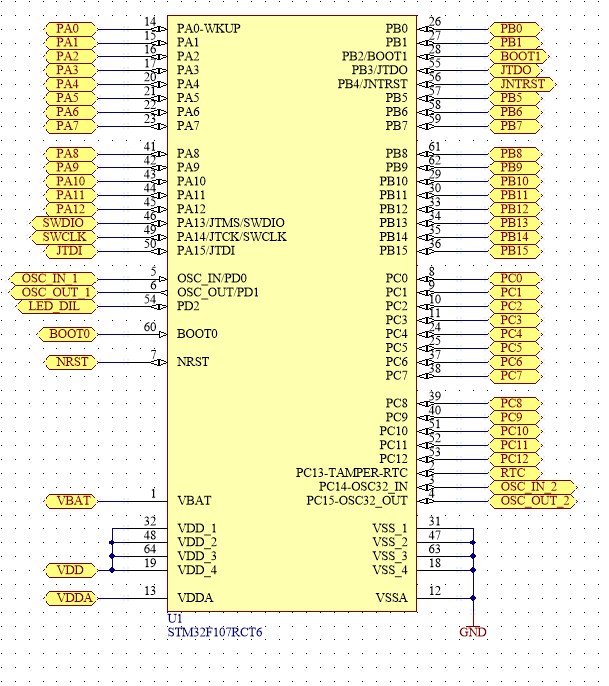 PA0 14 PA0-WKUP PB0 26 PB0
PA1 15 PA1 PB1 27 PB1
PA2 16 PA2 PB2/BOOT1 28 BOOT1
PA3 17 PA3 PB3/JTDO 55 JTDO
PA4 20 PA4 PB4/JNTRST 56 JNTRST
PA5 21 PA5 PB5 57 PB5
PA6 22 PA6 PB6 58 PB6
PA7 23 PA7 PB7 59 PB7
PA8 41 PA8 PB8 61 PB8
PA9 42 PA9 PB9 62 PB9
PA10 43 PA10 PB10 29 PB10
PA11 44 PA11 PB11 30 PB11
PA12 45 PA12 PB12 33 PB12
SWDIO 46 PA13/JTMS/SWDIO PB13 34 PB13
SWCLK 49 PA14/JTCK/SWCLK PB14 35 PB14
JTDI 50 PA15/JTDI PB15 36 PB15
OSC_IN_1 5 OSC_IN/PD0 PC0 8 PC0
OSC_OUT_1 6 OSC_OUT/PD1 PC1 9 PC1
LED_DIL 54 PD2 PC2 10 PC2
PC3 11 PC3
BOOT0 60 BOOT0 PC4 24 PC4
PC5 25 PC5
NRST 7 NRST PC6 37 PC6
PC7 38 PC7
PC8 39 PC8
PC9 40 PC9
PC10 51 PC10
PC11 52 PC11
PC12 53 PC12
PC13-TAMPER-RTC 2 RTC
PC14-OSC32_IN 3 OSC_IN_2
VBAT 1 VBAT PC15-OSC32_OUT 4 OSC_OUT_2
32 VDD_1 VSS_1 31
48 VDD_2 VSS_2 47
64 VDD_3 VSS_3 63
VDD 19 VDD_4 VSS_4 18
VDDA 13 VDDA VSSA 12
U1
STM32F107RCT6 GND